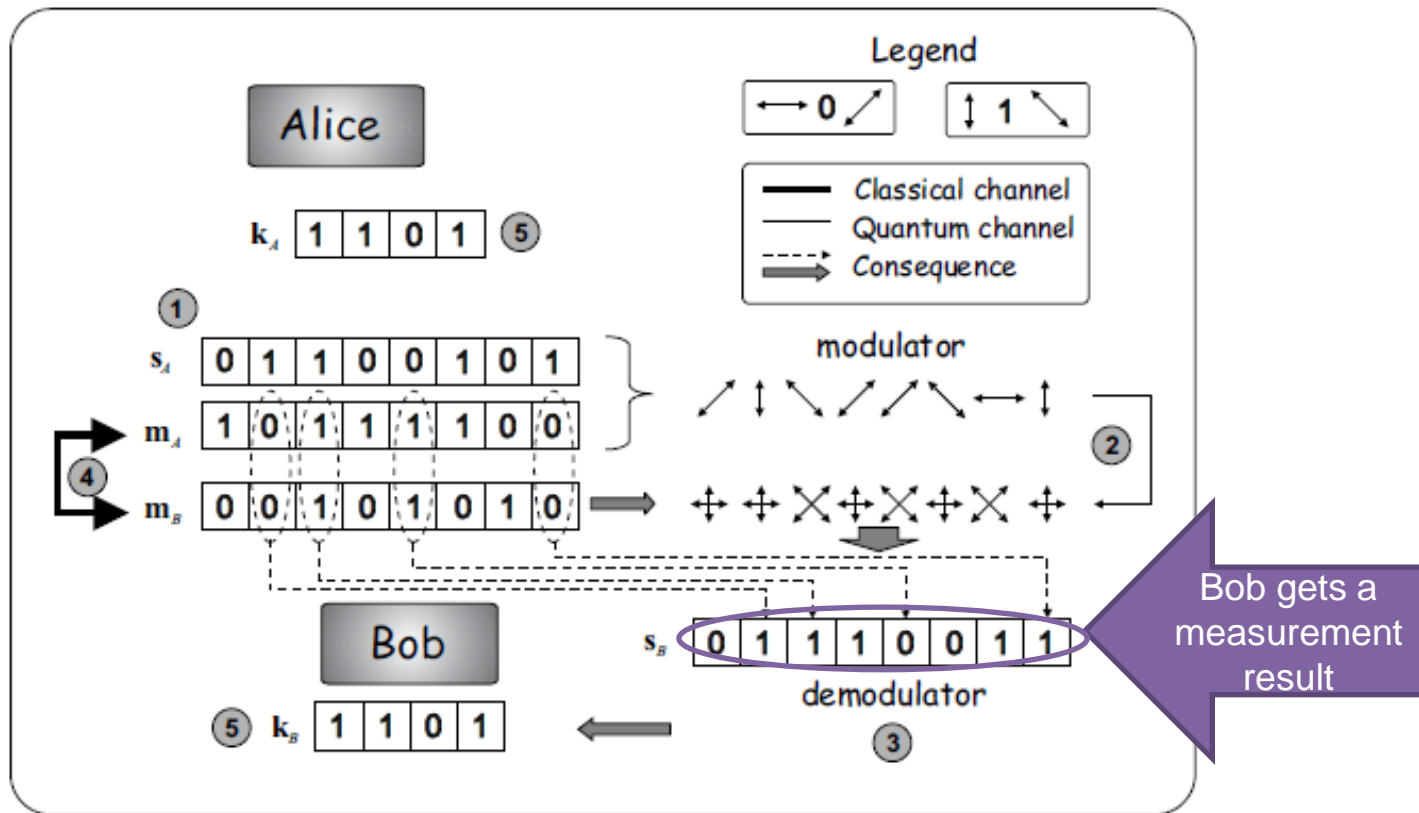 Legend
0
1
Alice
Classical channel
Quantum channel
Consequence
k_A 1 1 0 1 5
1
s_A 0 1 1 0 0 1 0 1
modulator
m_A 1 0 1 1 1 1 0 0
2
4
m_B 0 0 1 0 1 0 1 0
Bob gets a
measurement
result
s_B 0 1 1 1 0 0 1 1
Bob
demodulator
5 k_B 1 1 0 1
3